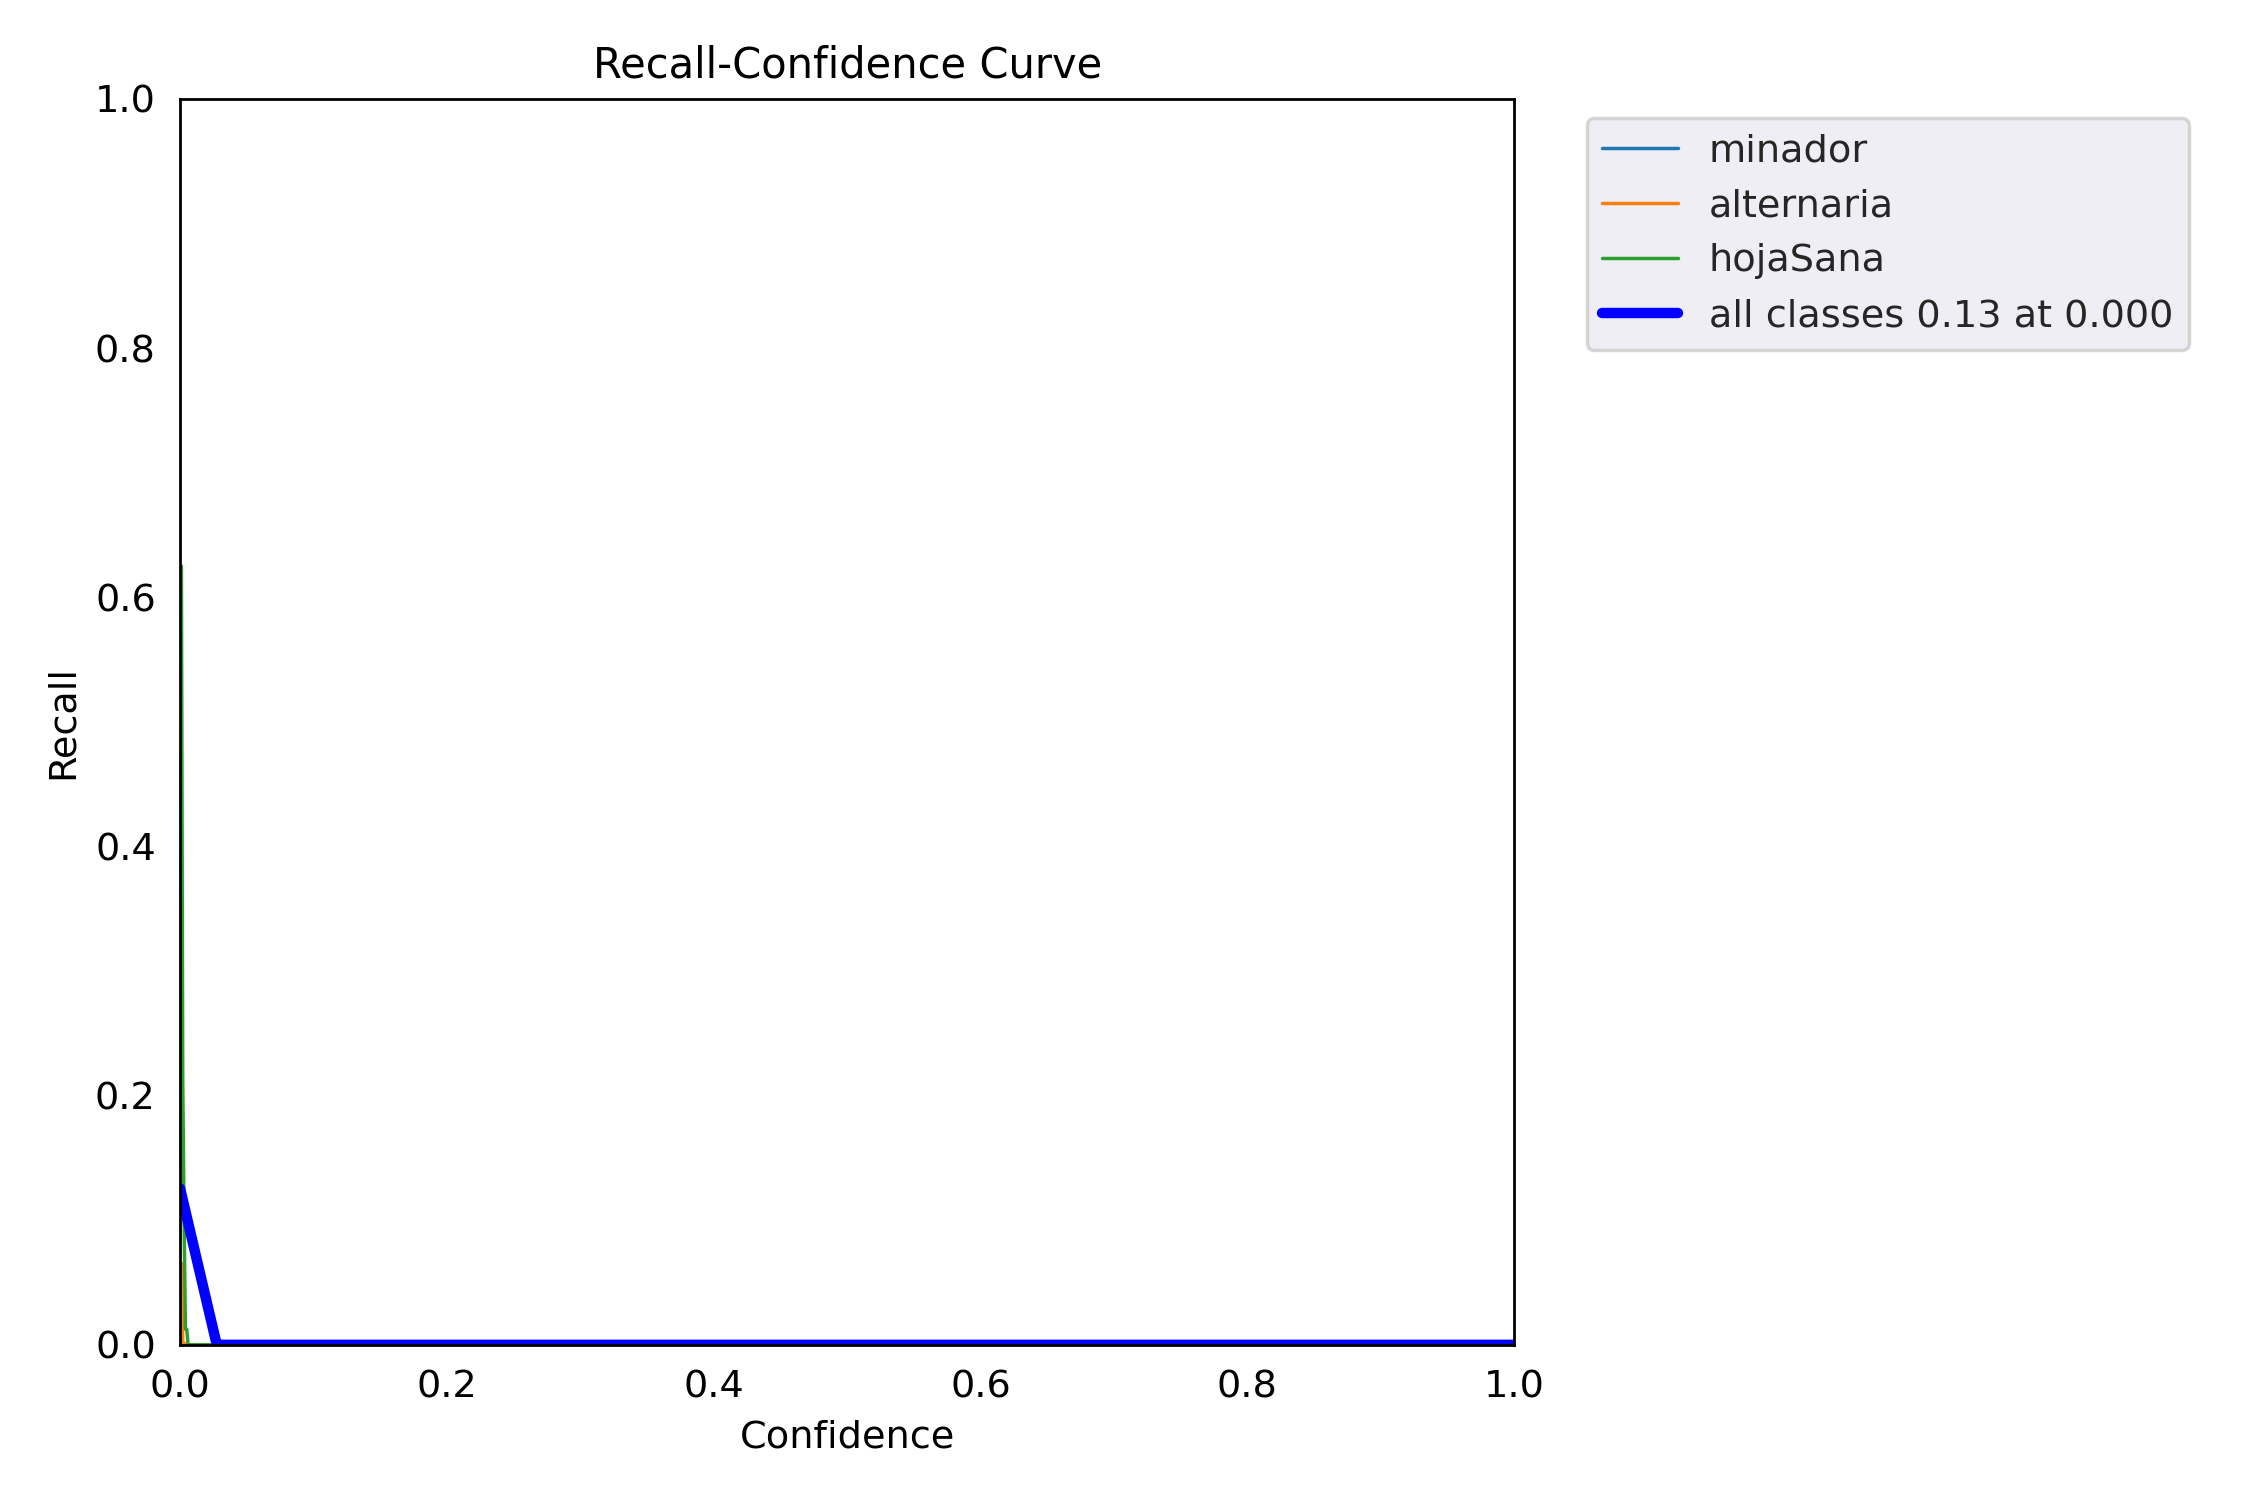 Recall-Confidence Curve
1.0
0.8
0.6
0.4
0.2
0.0
Recall
0.0 0.2 0.4 0.6 0.8 1.0
Confidence
minador
alternaria
hojaSana
all classes 0.13 at 0.000